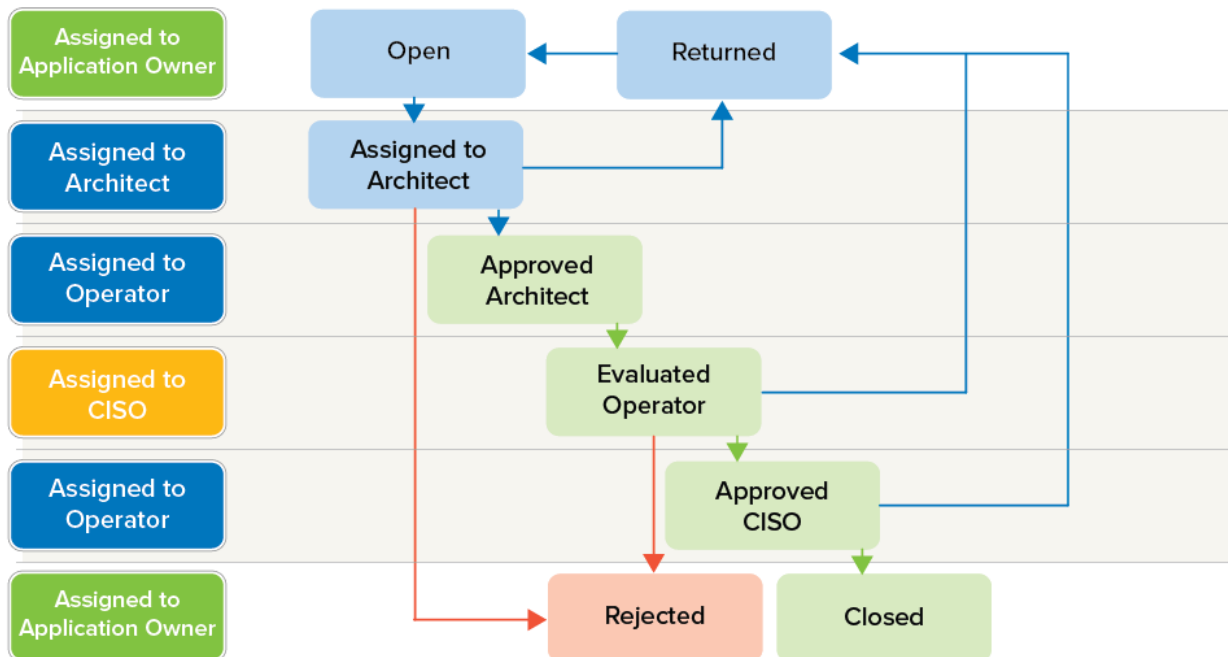 Assigned to
Application Owner
Open
Returned
Assigned to
Architect
Assigned to
Architect
Assigned to
Operator
Approved
Architect
Assigned to
CISO
Evaluated
Operator
Assigned to
Operator
Approved
CISO
Assigned to
Application Owner
Rejected
Closed